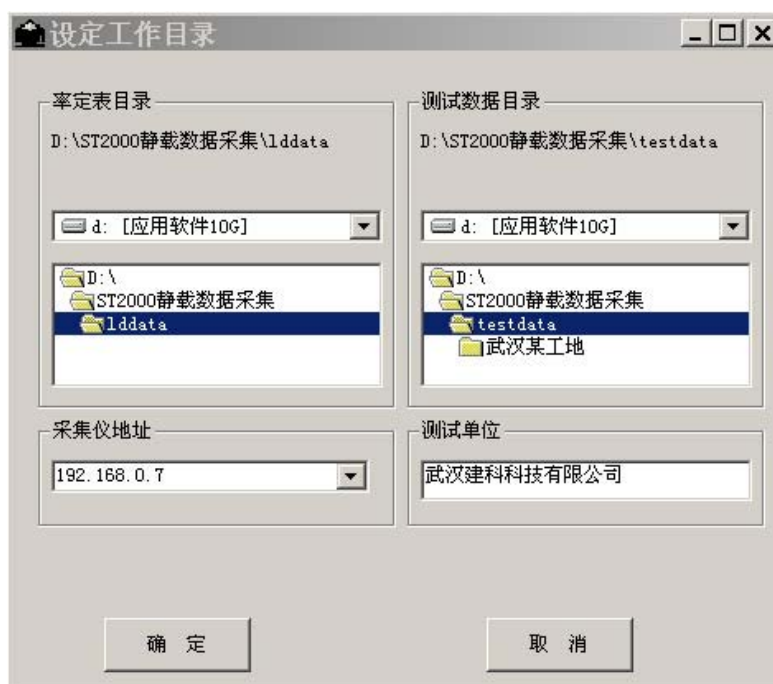 设定工作目录
率定表目录
D:\ST2000静载数据采集\lddata
d: [应用软件10G]
D:\
ST2000静载数据采集
lddata
测试数据目录
D:\ST2000静载数据采集\testdata
d: [应用软件10G]
D:\
ST2000静载数据采集
testdata
武汉某工地
采集仪地址
192.168.0.7
测试单位
武汉建科科技有限公司
确 定
取 消